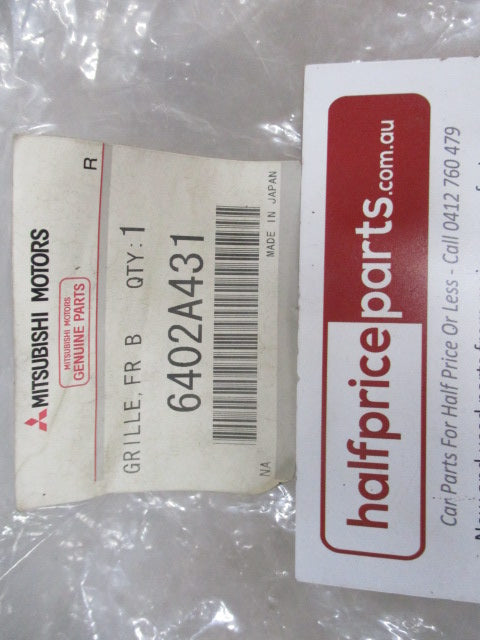 MITSUBISHI MOTORS
MITSUBISHI MOTORS
GENUINE PARTS
R
GRILLE, FR B QTY: 1
6402A431
NA
MADE IN JAPAN
halfpriceparts.com.au
Car Parts For Half Price Or Less - Call 0412 760 479